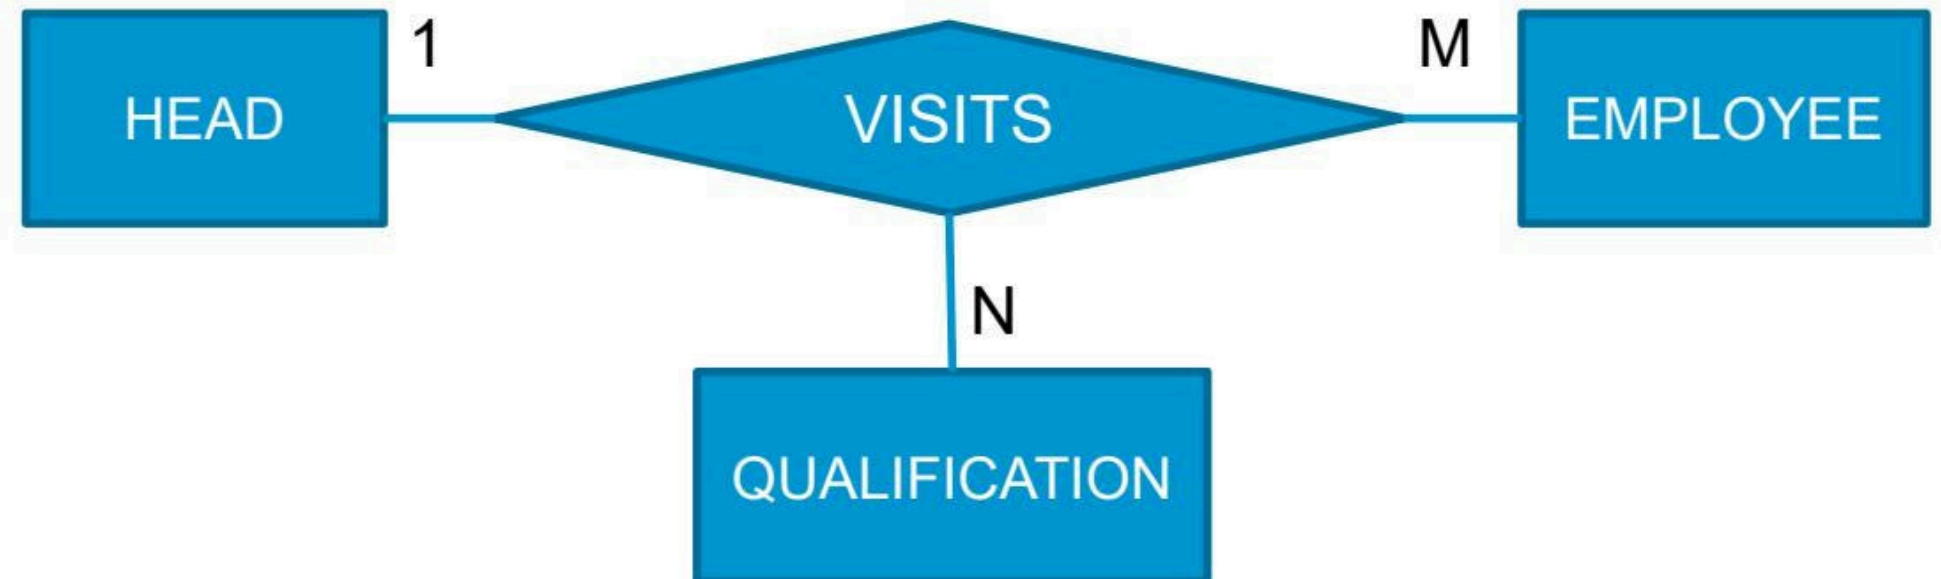 1
M
HEAD
VISITS
EMPLOYEE
N
QUALIFICATION